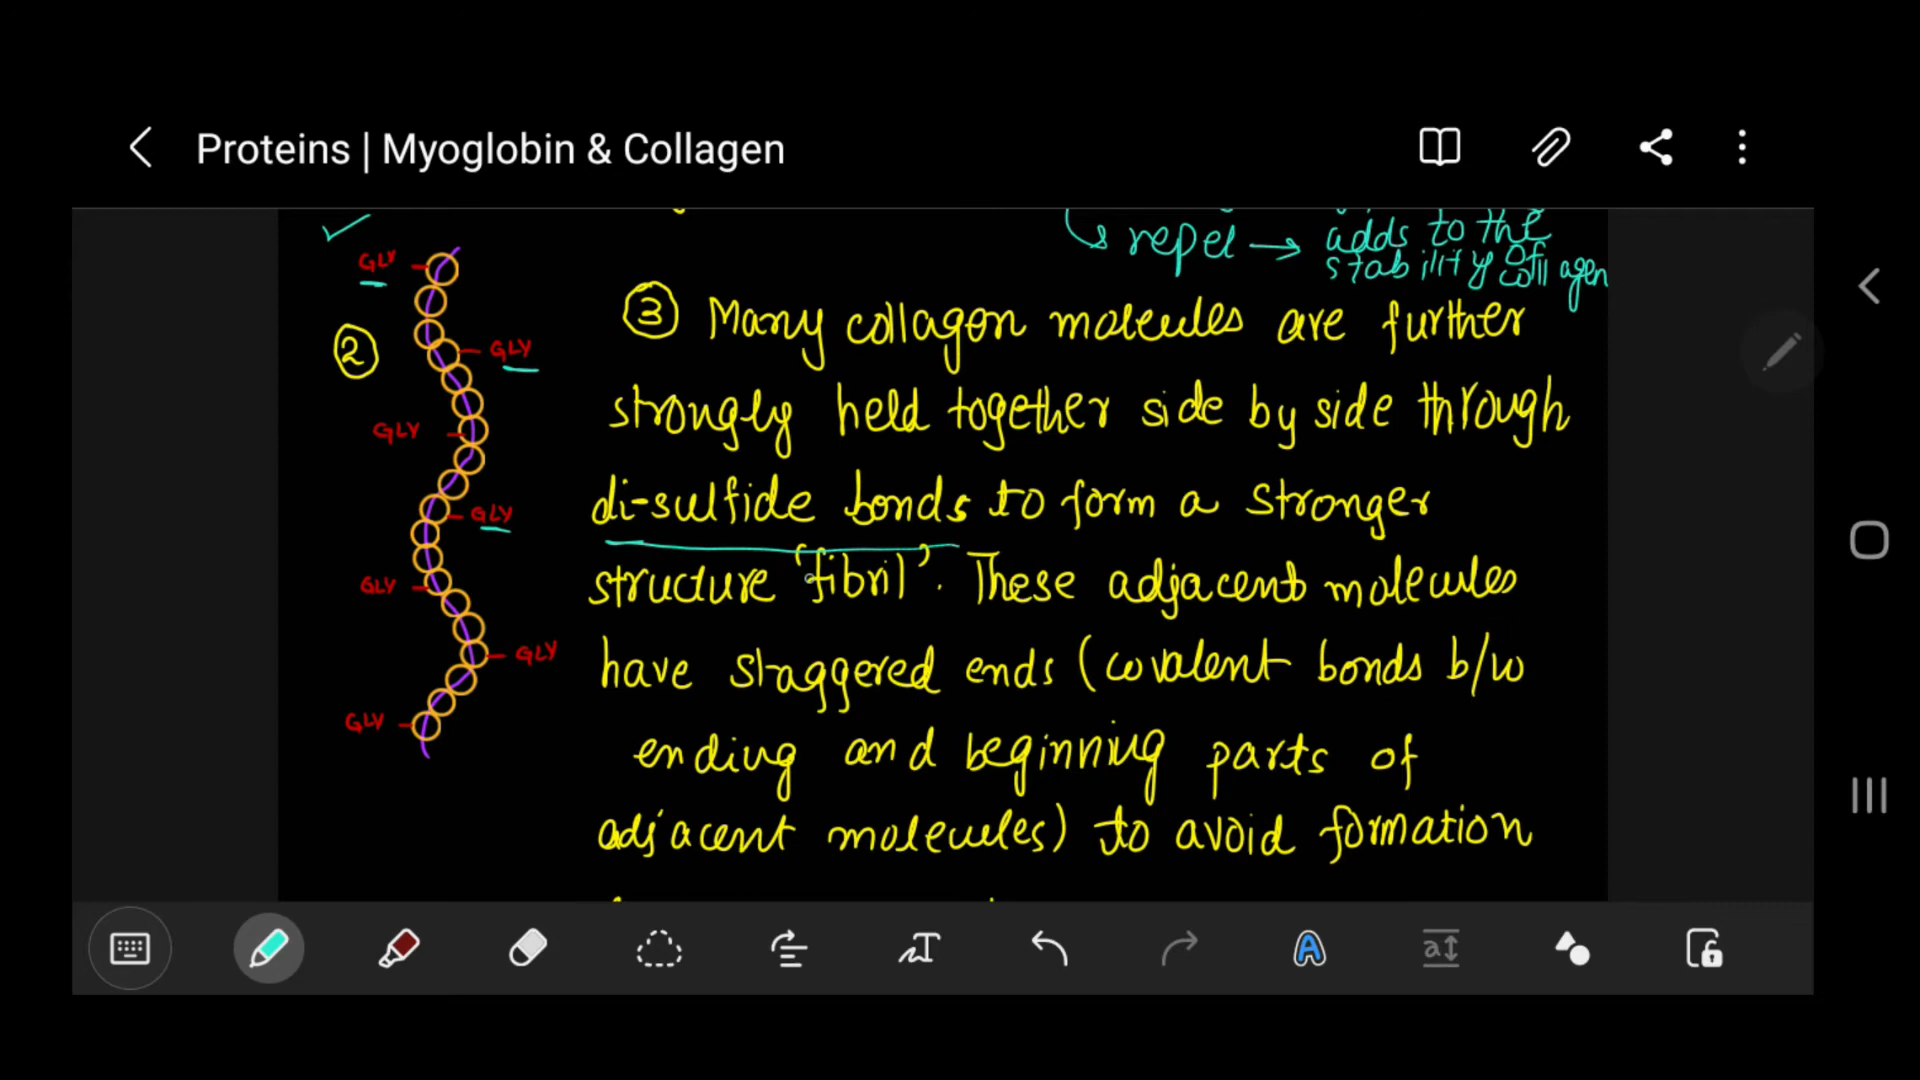 Proteins | Myoglobin & Collagen
repel → adds to the
stability of collagen
GLY
GLY
②
GLY
GLY
GLY
GLY
GLY
③ Many collagen molecules are further
strongly held together side by side through
di-sulfide bonds to form a stronger
structure 'fibril'. These adjacent molecules
have staggered ends (covalent bonds b/w
ending and beginning parts of
adjacent molecules) to avoid formation